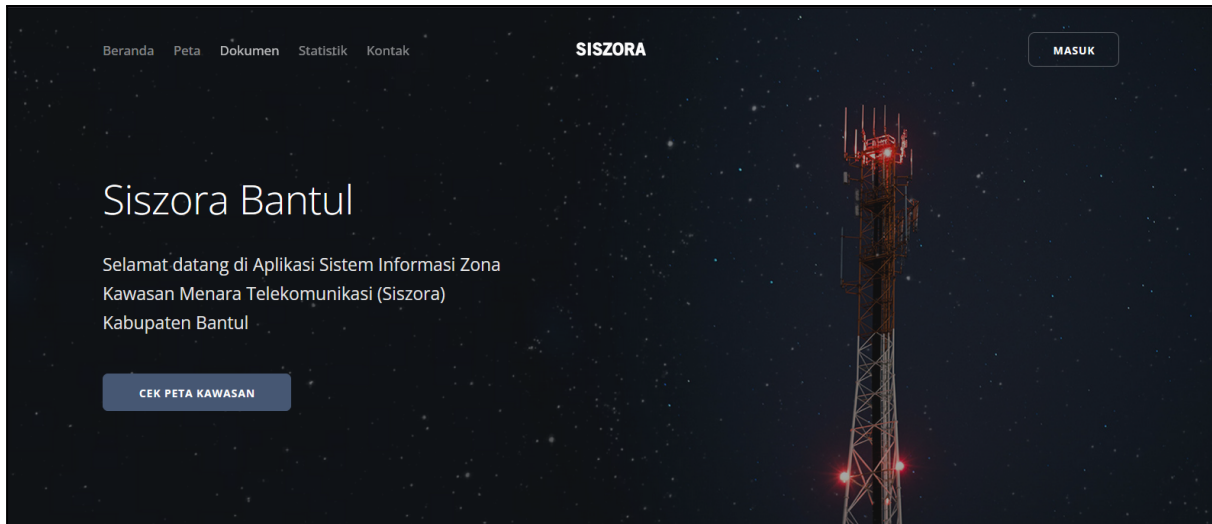 Beranda Peta Dokumen Statistik Kontak SISZORA MASUK
Siszora Bantul
Selamat datang di Aplikasi Sistem Informasi Zona
Kawasan Menara Telekomunikasi (Siszora)
Kabupaten Bantul
CEK PETA KAWASAN